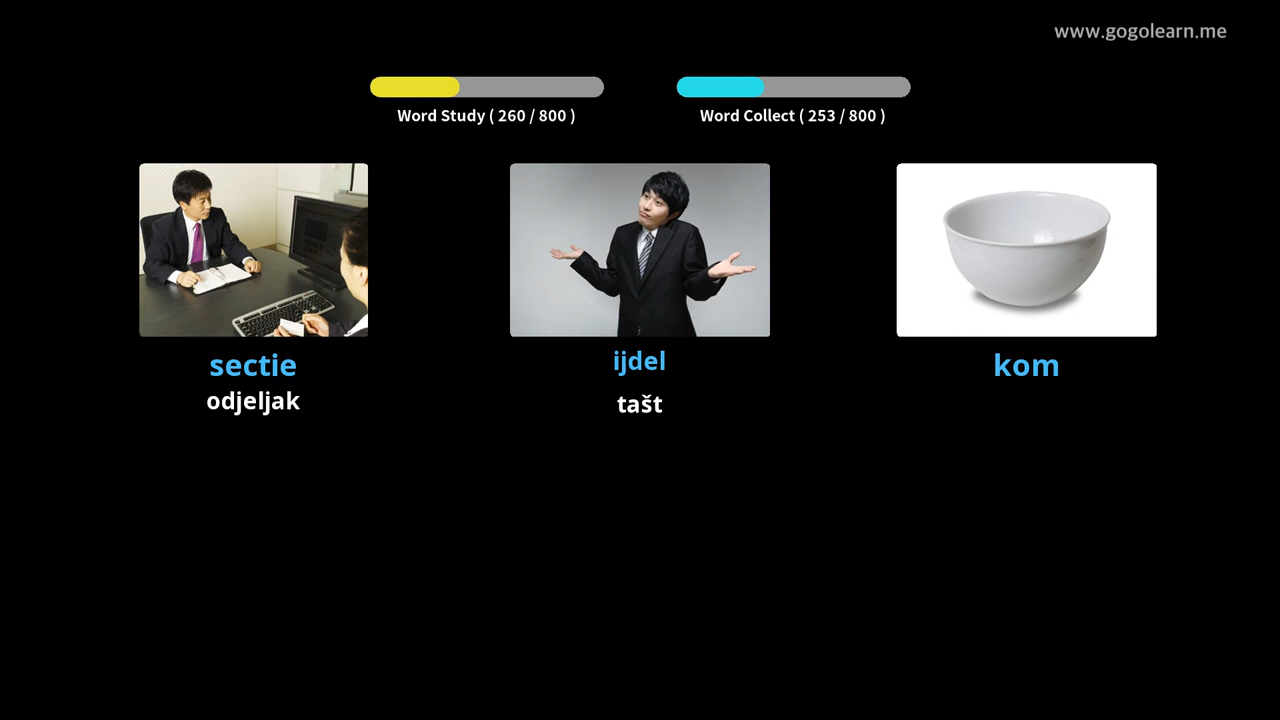 www.gogolearn.me
Word Study ( 260 / 800 )
Word Collect ( 253 / 800 )
sectie
odjeljak
ijdel
tašt
kom